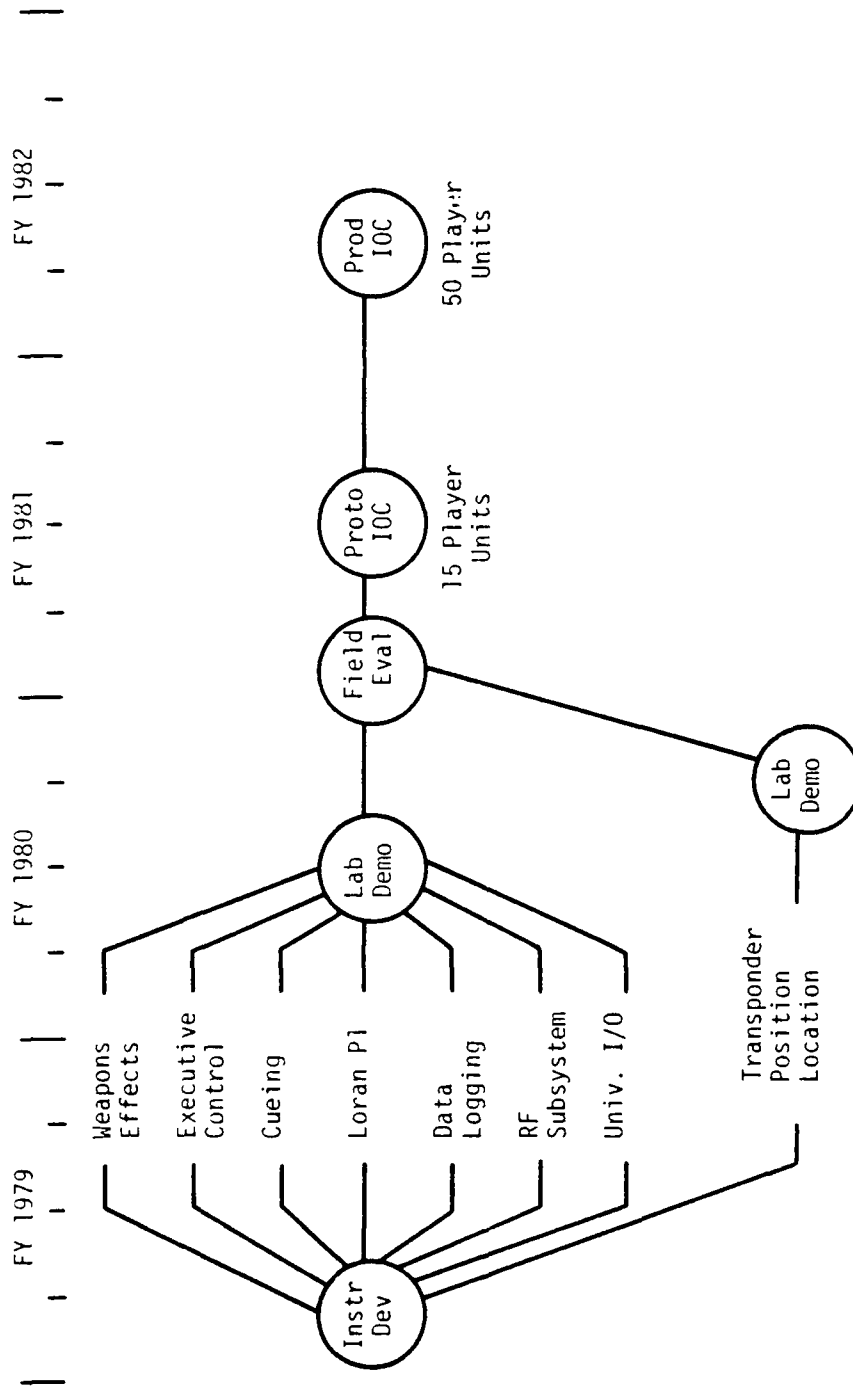 FY 1979
FY 1980
FY 1981
FY 1982
Instr
Dev
Weapons
Effects
Executive
Control
Cueing
Loran Pl
Data
Logging
RF
Subsystem
Univ. I/O
Transponder
Position
Location
Lab
Demo
Lab
Demo
Field
Eval
Proto
IOC
15 Player
Units
Prod
IOC
50 Player
Units